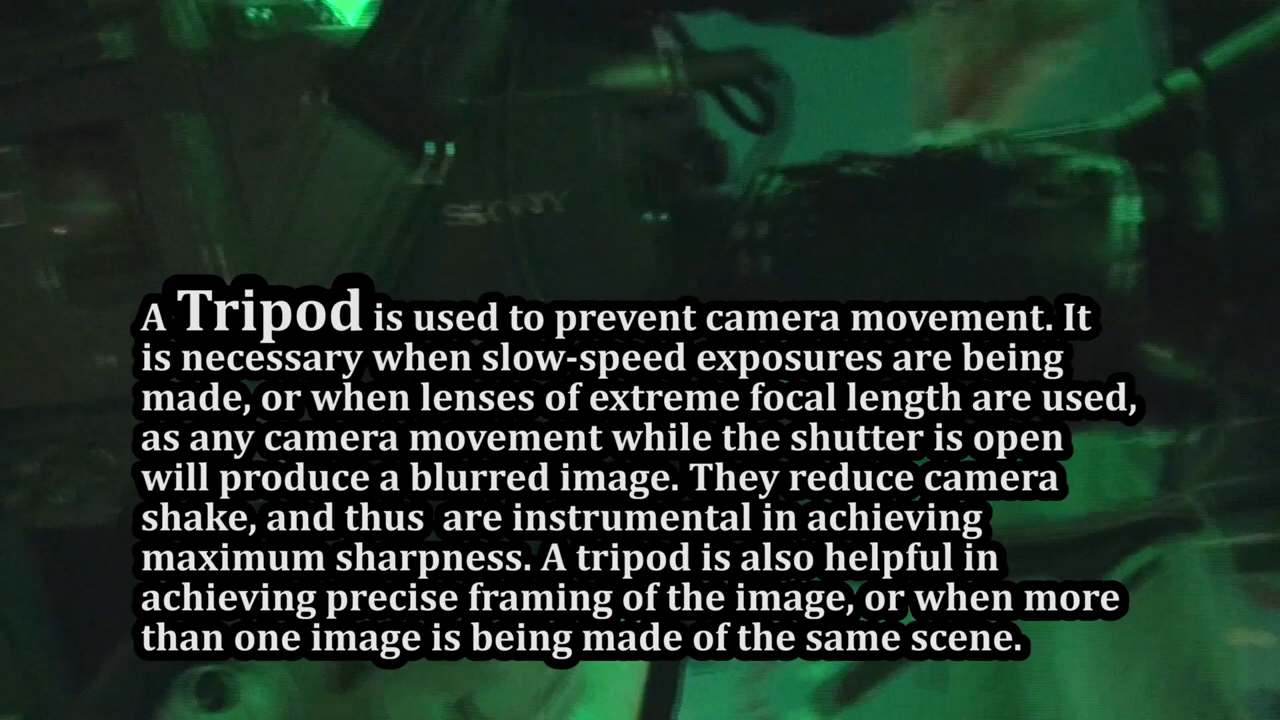 SONY
A Tripod is used to prevent camera movement. It
is necessary when slow-speed exposures are being
made, or when lenses of extreme focal length are used,
as any camera movement while the shutter is open
will produce a blurred image. They reduce camera
shake, and thus  are instrumental in achieving
maximum sharpness. A tripod is also helpful in
achieving precise framing of the image, or when more
than one image is being made of the same scene.